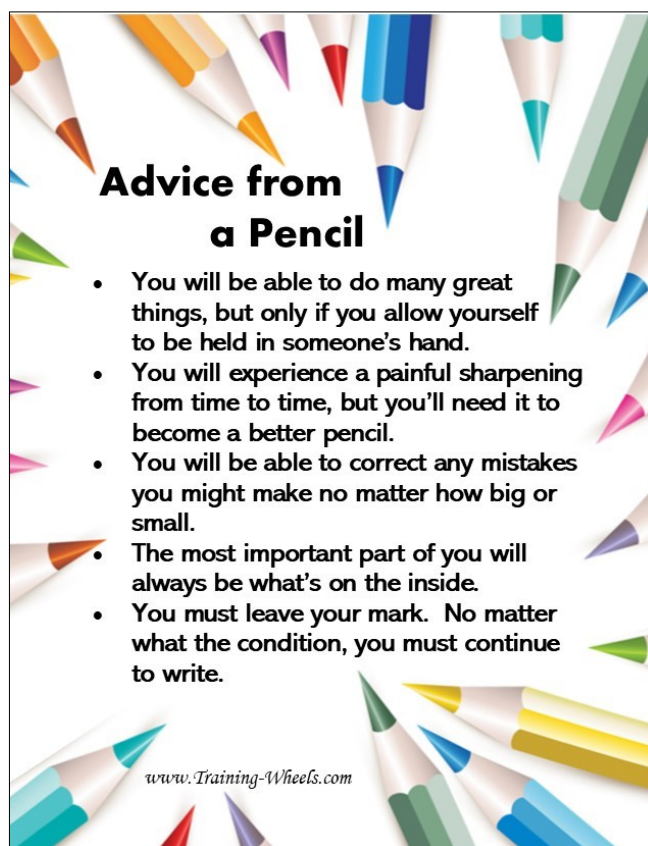 Advice from
a Pencil
• You will be able to do many great
things, but only if you allow yourself
to be held in someone's hand.
• You will experience a painful sharpening
from time to time, but you'll need it to
become a better pencil.
• You will be able to correct any mistakes
you might make no matter how big or
small.
• The most important part of you will
always be what's on the inside.
• You must leave your mark.  No matter
what the condition, you must continue
to write.
www.Training-Wheels.com